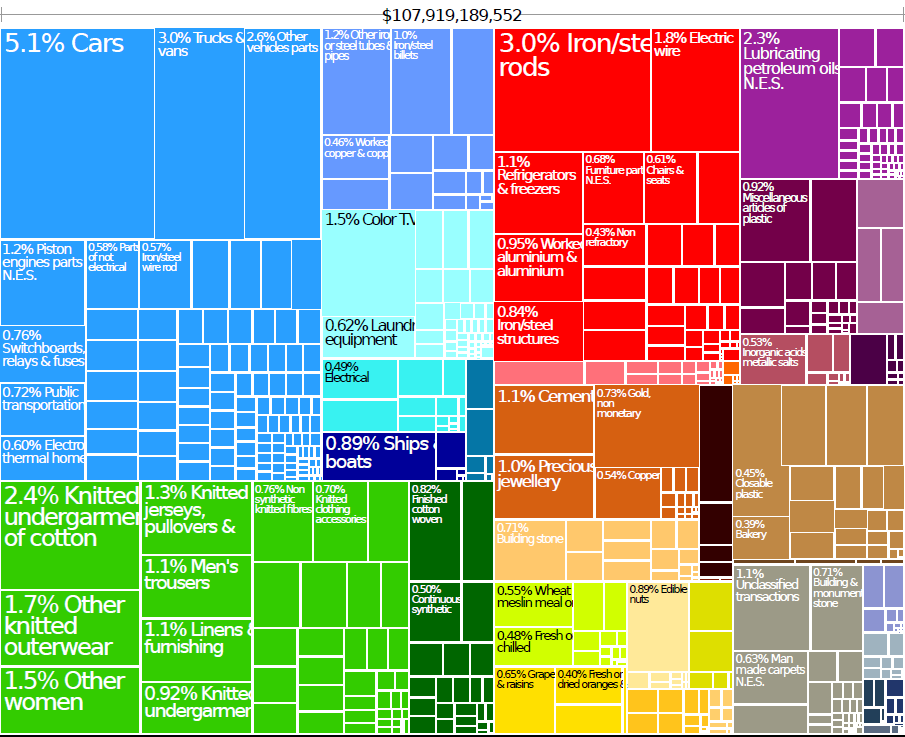 $107,919,189,552
5.1% Cars
3.0% Trucks &
vans
2.6% Other
vehicles parts
1.2% Piston
engines parts
N.E.S.
0.58% Parts
of not
electrical
0.57%
Iron/steel
wire rod
0.76%
Switchboards,
relays & fuses
0.72% Public
transportation
0.60% Electro
thermal home
1.2% Other iron
or steel tubes &
pipes
1.0%
Iron/steel
billets
0.46% Worked
copper & copp
1.5% Color T.V
0.62% Laundr
equipment
0.49%
Electrical
0.89% Ships
boats
3.0% Iron/ste
rods
1.8% Electric
wire
1.1%
Refrigerators
& freezers
0.68%
Furniture part
N.E.S.
0.61%
Chairs &
seats
0.95% Worked
aluminium &
aluminium
0.43% Non
refractory
0.84%
Iron/steel
structures
2.3%
Lubricating
petroleum oils
N.E.S.
0.92%
Miscellaneous
articles of
plastic
0.53%
Inorganic acids
metallic salts
2.4% Knitted
undergarmer
of cotton
1.7% Other
knitted
outerwear
1.5% Other
women
1.3% Knitted
jerseys,
pullovers &
1.1% Men's
trousers
1.1% Linens &
furnishing
0.92% Knitted
undergarmer
0.76% Non
synthetic
knitted fibres
0.70%
Knitted
clothing
accessories
0.82%
Finished
cotton
woven
0.50%
Continuous
synthetic
1.1% Cement
0.73% Gold,
non
monetary
1.0% Precious
jewellery
0.54% Copper
0.71%
Building stone
0.45%
Closable
plastic
0.39%
Bakery
0.55% Wheat
meslin meal or
0.48% Fresh o
chilled
0.65% Grape
& raisins
0.40% Fresh or
dried oranges &
0.89% Edible
nuts
1.1%
Unclassified
transactions
0.71%
Building &
monument
stone
0.63% Man
made carpets
N.E.S.